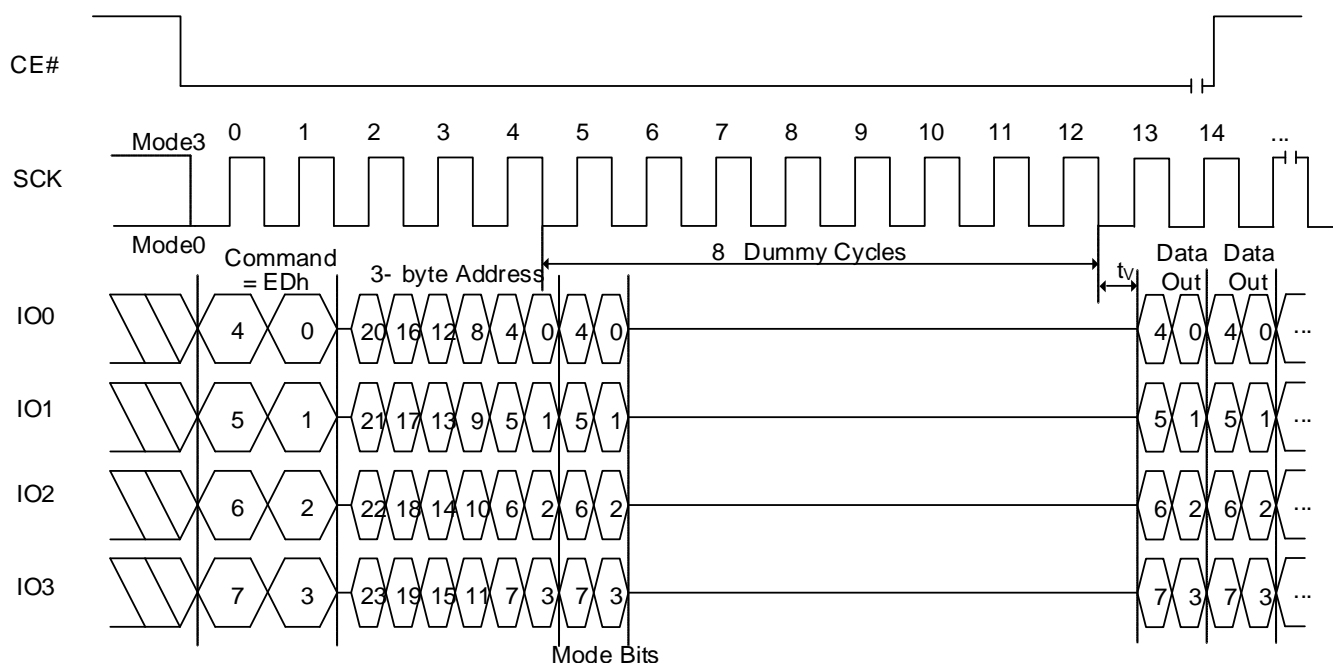 CE#
Mode3 0 1 2 3 4 5 6 7 8 9 10 11 12 13 14 ...
SCK
Mode0
Command
= EDh
3- byte Address
8 Dummy Cycles
tV
Data
Out
Data
Out
IO0 4 0 20 16 12 8 4 0 4 0 4 0 4 0 ...
IO1 5 1 21 17 13 9 5 1 5 1 5 1 5 1 ...
IO2 6 2 22 18 14 10 6 2 6 2 6 2 6 2 ...
IO3 7 3 23 19 15 11 7 3 7 3 7 3 7 3 ...
Mode Bits